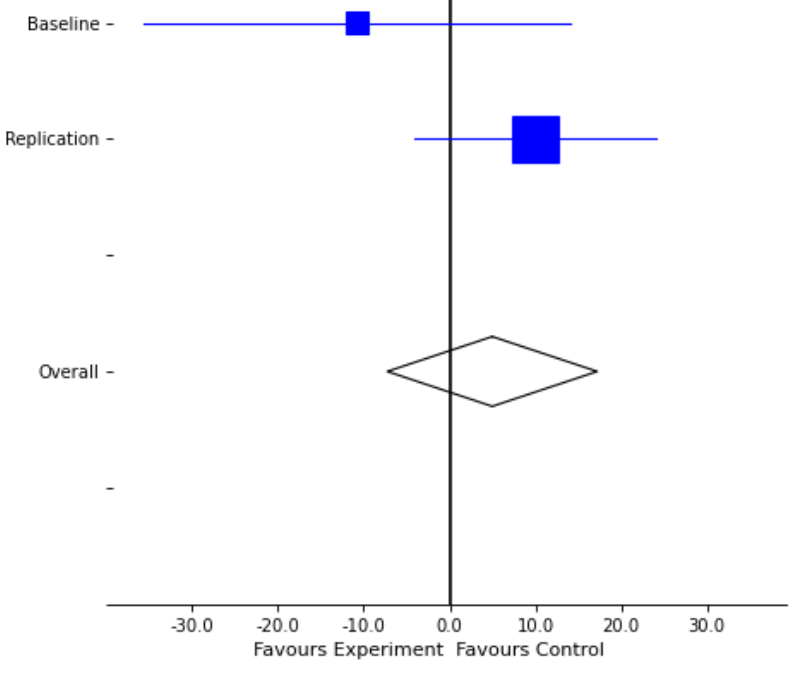 Baseline
Replication
Overall
-30.0 -20.0 -10.0 0.0 10.0 20.0 30.0
Favours Experiment Favours Control